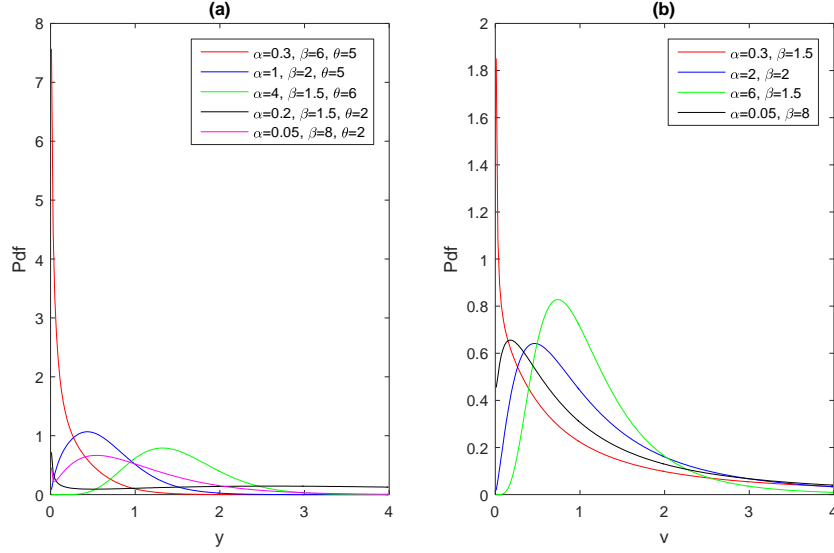 (a)
8
7
6
5
4
3
2
1
0
Pdf
0 1 2 3 4
y
α=0.3, β=6, θ=5
α=1, β=2, θ=5
α=4, β=1.5, θ=6
α=0.2, β=1.5, θ=2
α=0.05, β=8, θ=2
(b)
2
1.8
1.6
1.4
1.2
1
0.8
0.6
0.4
0.2
0
Pdf
0 1 2 3 4
v
α=0.3, β=1.5
α=2, β=2
α=6, β=1.5
α=0.05, β=8